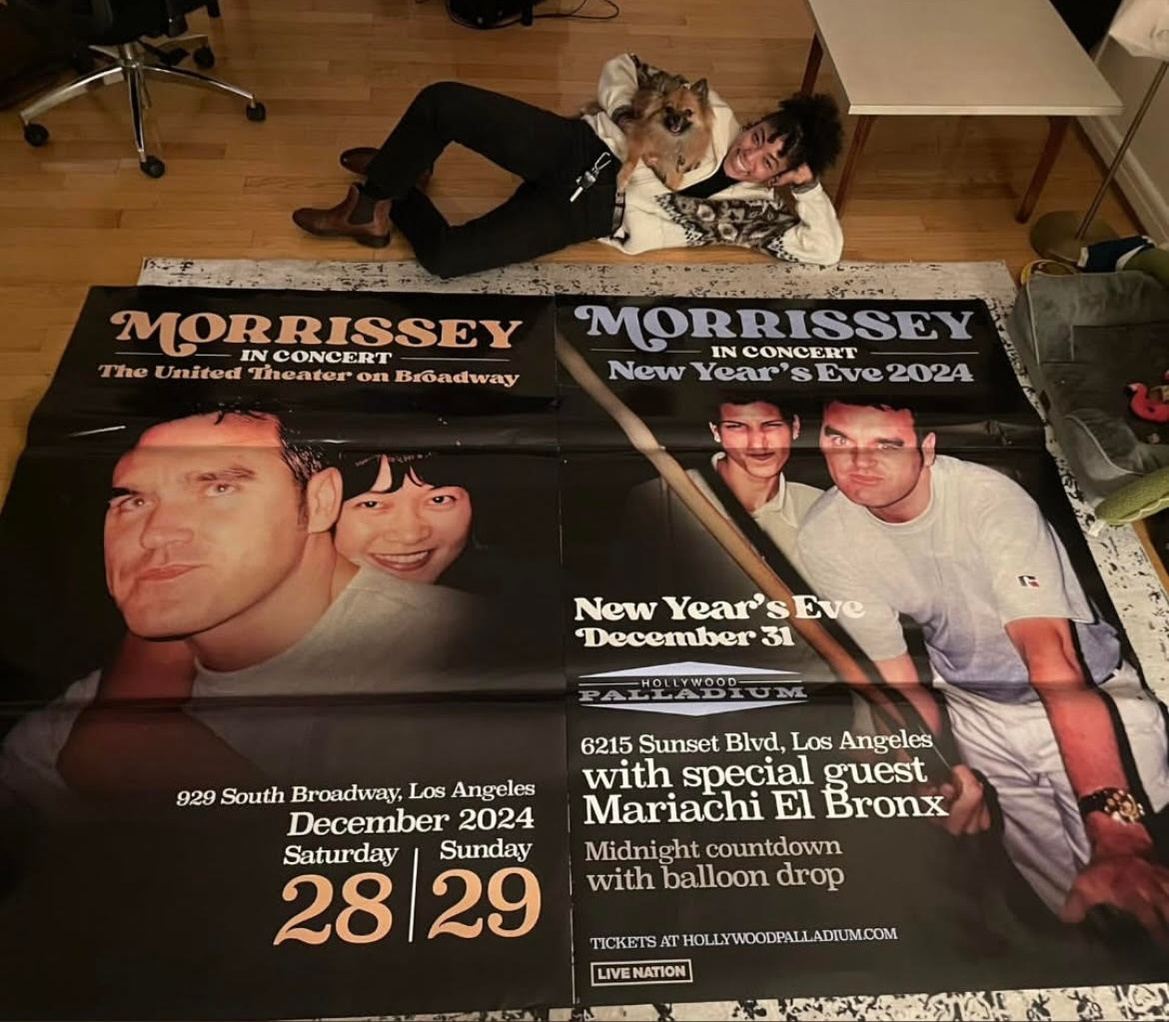 MORRISSEY
IN CONCERT
The United Theater on Broadway
929 South Broadway, Los Angeles
December 2024
Saturday | Sunday
28 | 29
MORRISSEY
IN CONCERT
New Year's Eve 2024
New Year's Eve
December 31
HOLLYWOOD
PALLADIUM
6215 Sunset Blvd, Los Angeles
with special guest
Mariachi El Bronx
Midnight countdown
with balloon drop
TICKETS AT HOLLYWOODPALLADIUM.COM
LIVE NATION